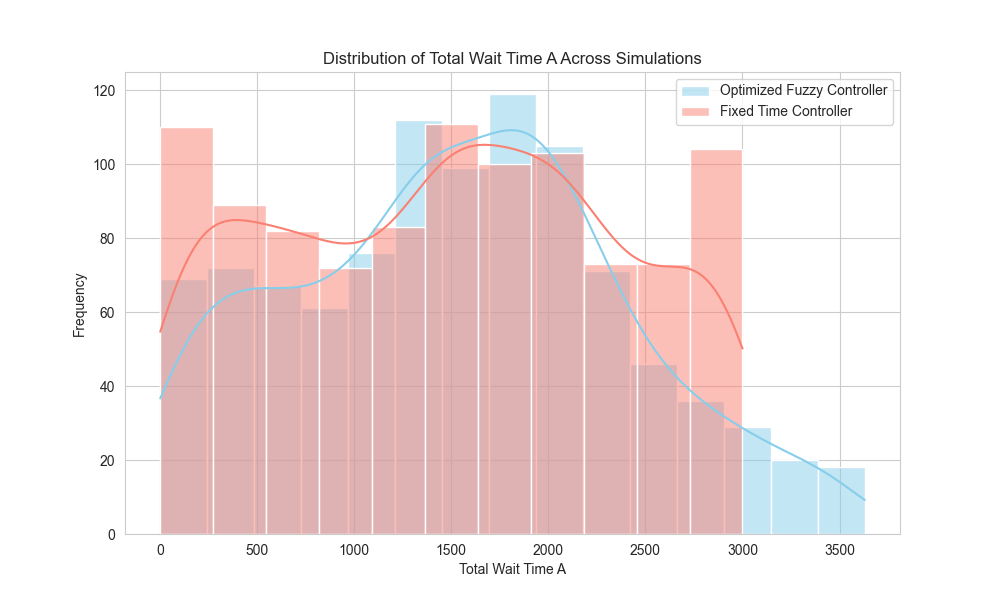 Distribution of Total Wait Time A Across Simulations
Optimized Fuzzy Controller
Fixed Time Controller
120
100
80
60
40
20
0
Frequency
0 500 1000 1500 2000 2500 3000 3500
Total Wait Time A